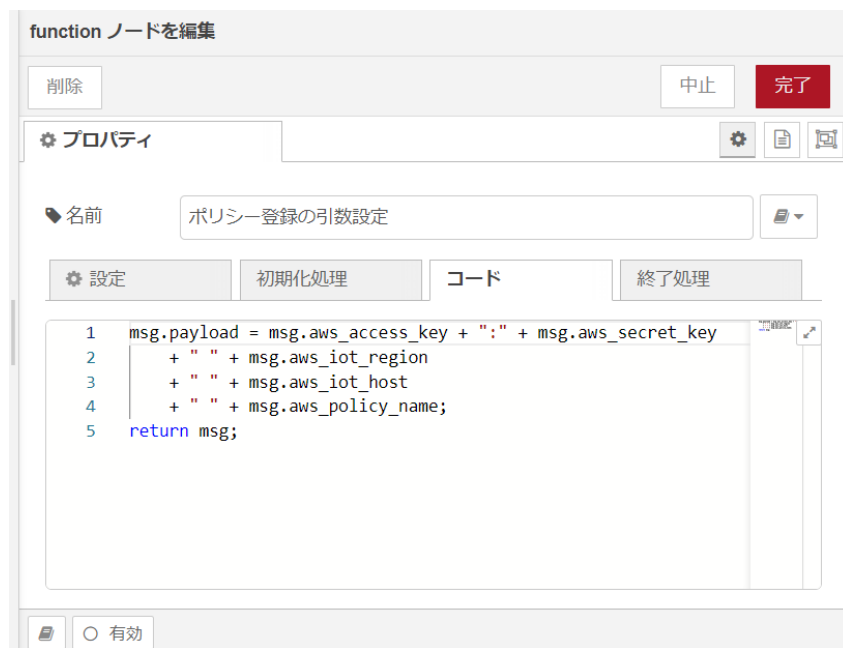 function ノードを編集
削除
中止
完了
プロパティ
名前
ポリシー登録の引数設定
設定
初期化処理
コード
終了処理
1 msg.payload = msg.aws_access_key + ":" + msg.aws_secret_key
2 + " " + msg.aws_iot_region
3 + " " + msg.aws_iot_host
4 + " " + msg.aws_policy_name;
5 return msg;
有効